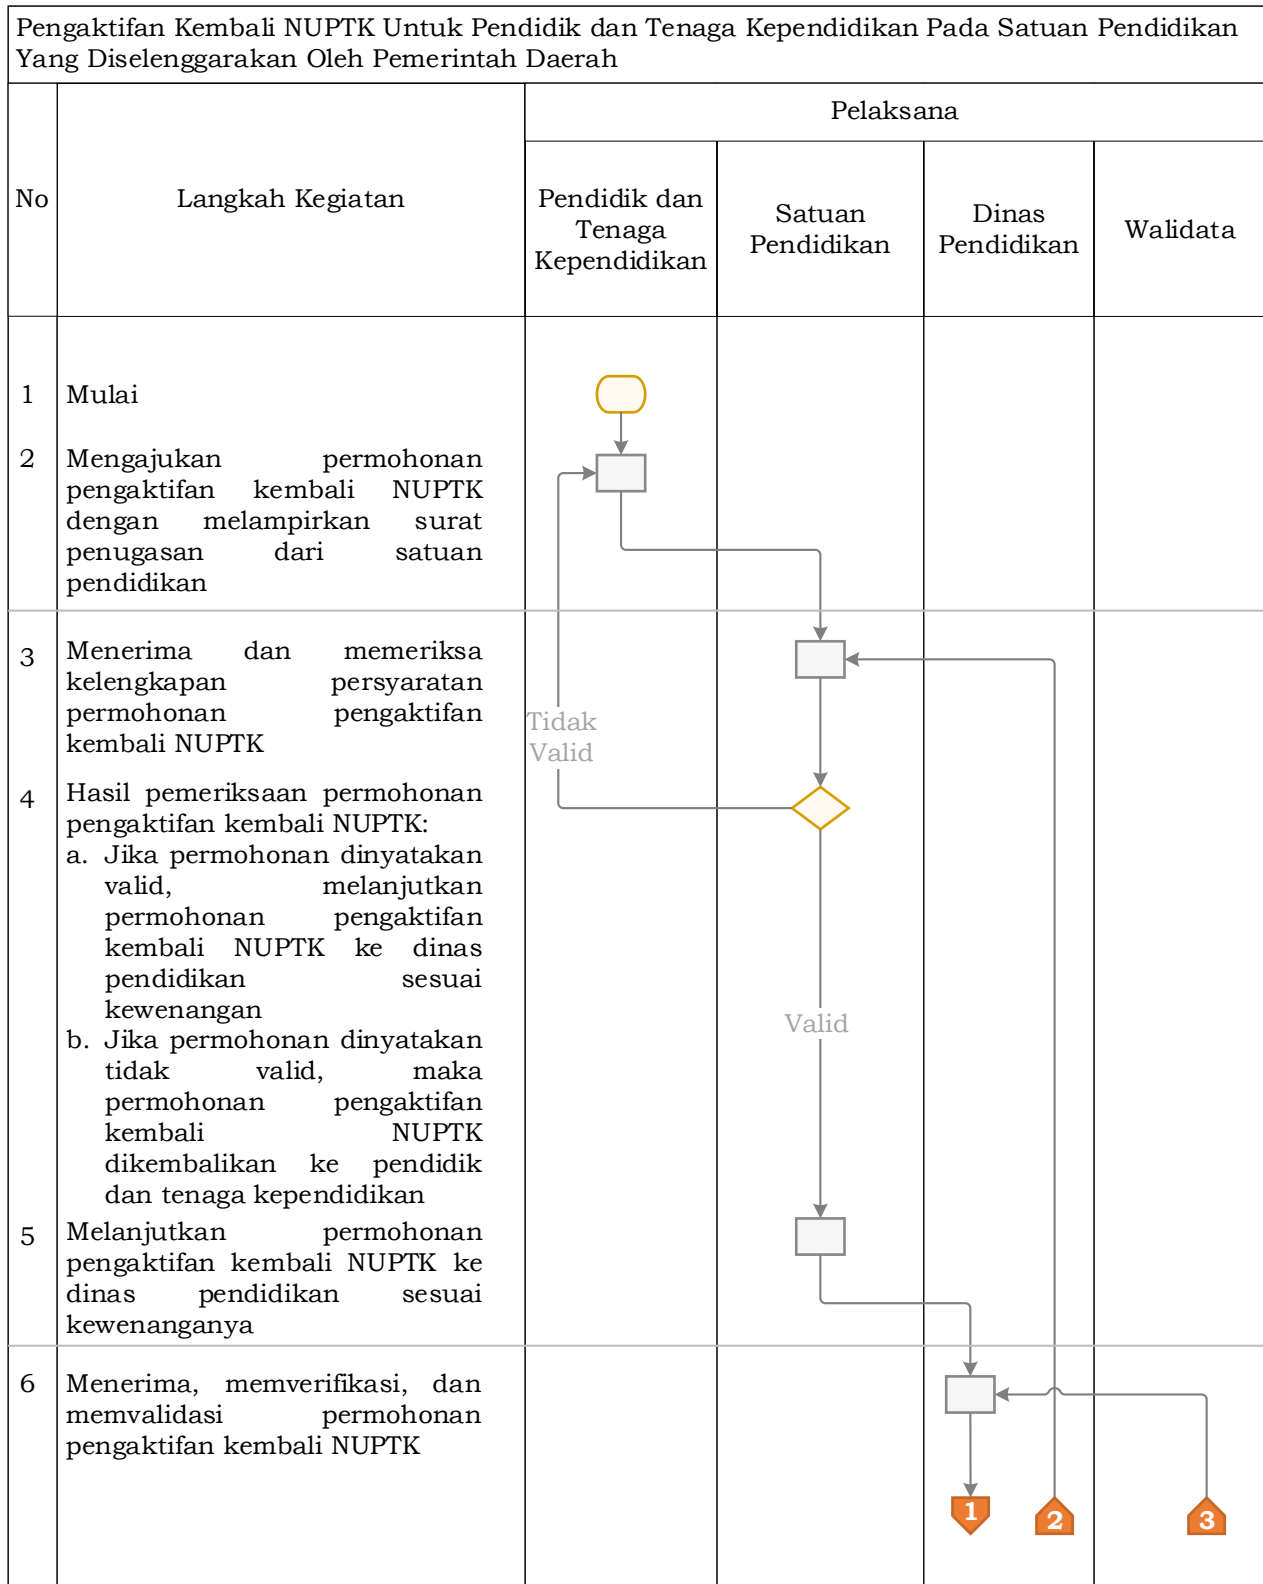 Pengaktifan Kembali NUPTK Untuk Pendidik dan Tenaga Kependidikan Pada Satuan Pendidikan
Yang Diselenggarakan Oleh Pemerintah Daerah
No
Langkah Kegiatan
Pelaksana
Pendidik dan
Tenaga
Kependidikan
Satuan
Pendidikan
Dinas
Pendidikan
Walidata
1 Mulai
2 Mengajukan permohonan
pengaktifan kembali NUPTK
dengan melampirkan surat
penugasan dari satuan
pendidikan
3 Menerima dan memeriksa
kelengkapan persyaratan
permohonan pengaktifan
kembali NUPTK
Tidak
Valid
4 Hasil pemeriksaan permohonan
pengaktifan kembali NUPTK:
a. Jika permohonan dinyatakan
valid, melanjutkan
permohonan pengaktifan
kembali NUPTK ke dinas
pendidikan sesuai
kewenangan
b. Jika permohonan dinyatakan
tidak valid, maka
permohonan pengaktifan
kembali NUPTK
dikembalikan ke pendidik
dan tenaga kependidikan
Valid
5 Melanjutkan permohonan
pengaktifan kembali NUPTK ke
dinas pendidikan sesuai
kewenanganya
6 Menerima, memverifikasi, dan
memvalidasi permohonan
pengaktifan kembali NUPTK
1
2
3